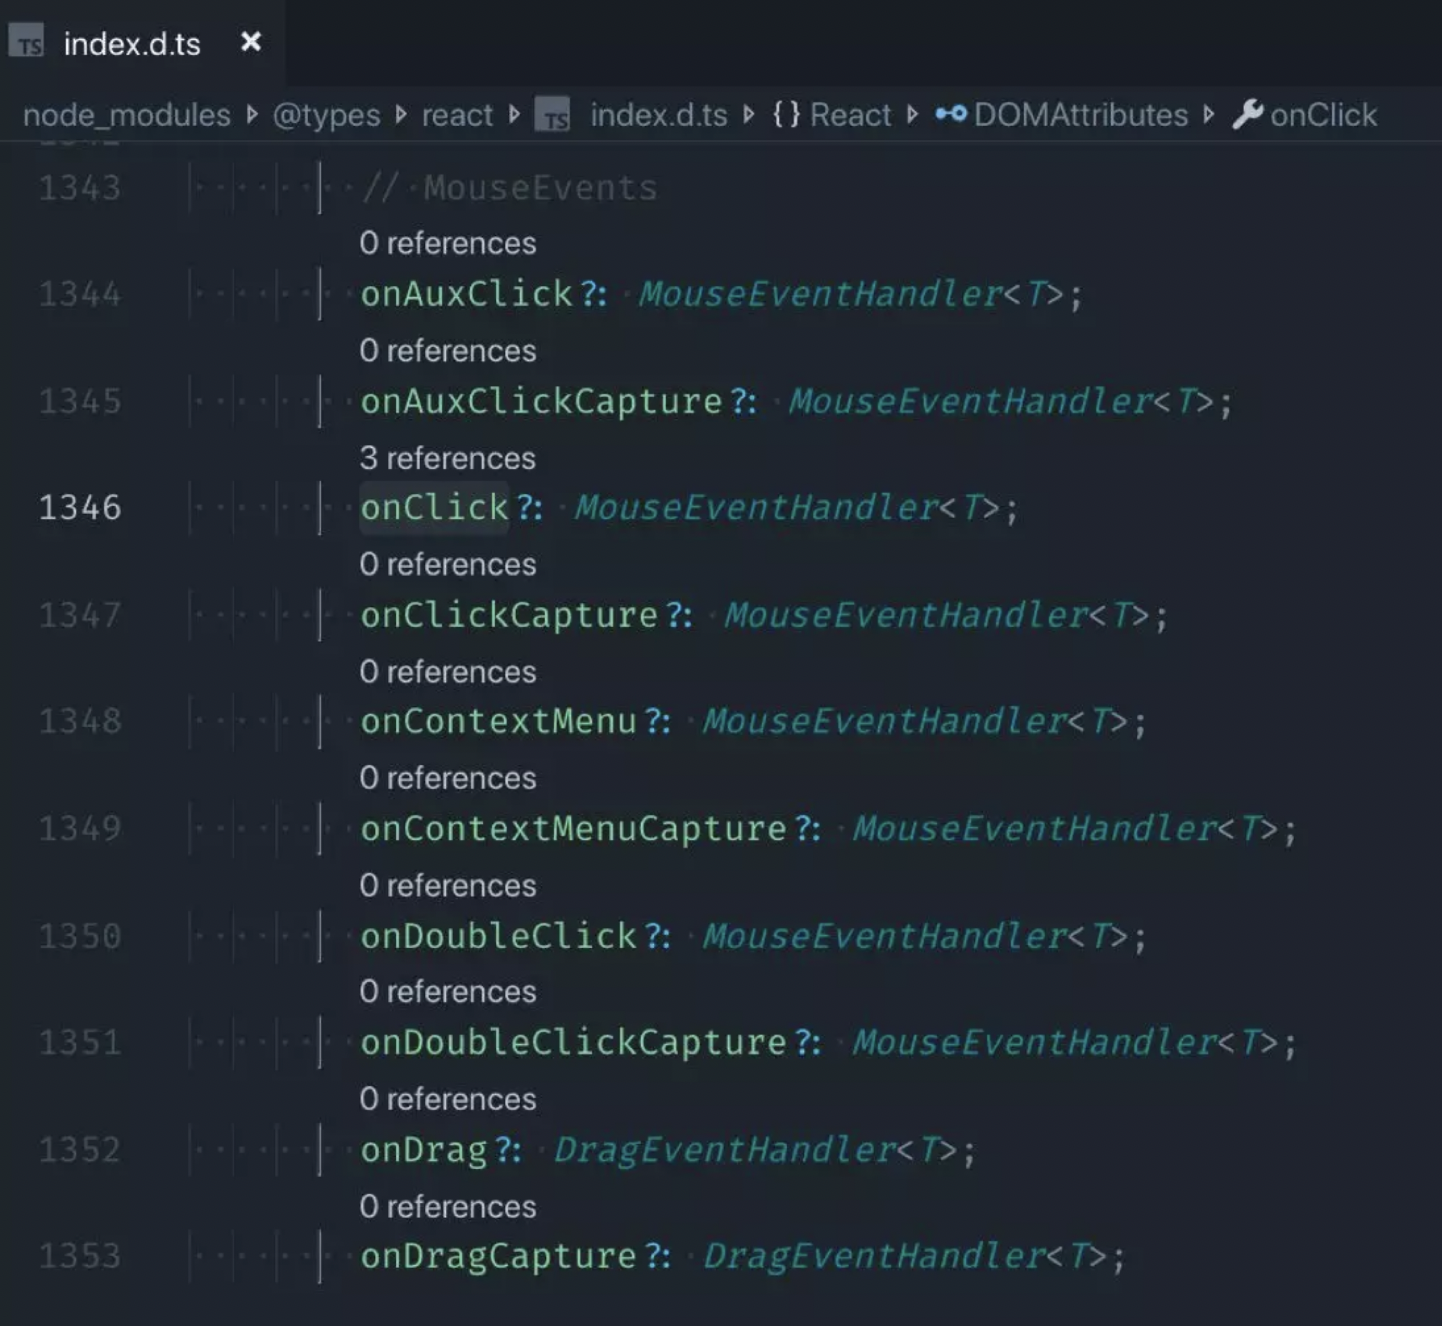 TS index.d.ts ×
node_modules ▸ @types ▸ react ▸ TS index.d.ts ▸ {} React ▸ DOMAttributes ▸ onClick
1343 // MouseEvents
0 references
1344 onAuxClick?: MouseEventHandler<T>;
0 references
1345 onAuxClickCapture?: MouseEventHandler<T>;
3 references
1346 onClick?: MouseEventHandler<T>;
0 references
1347 onClickCapture?: MouseEventHandler<T>;
0 references
1348 onContextMenu?: MouseEventHandler<T>;
0 references
1349 onContextMenuCapture?: MouseEventHandler<T>;
0 references
1350 onDoubleClick?: MouseEventHandler<T>;
0 references
1351 onDoubleClickCapture?: MouseEventHandler<T>;
0 references
1352 onDrag?: DragEventHandler<T>;
0 references
1353 onDragCapture?: DragEventHandler<T>;